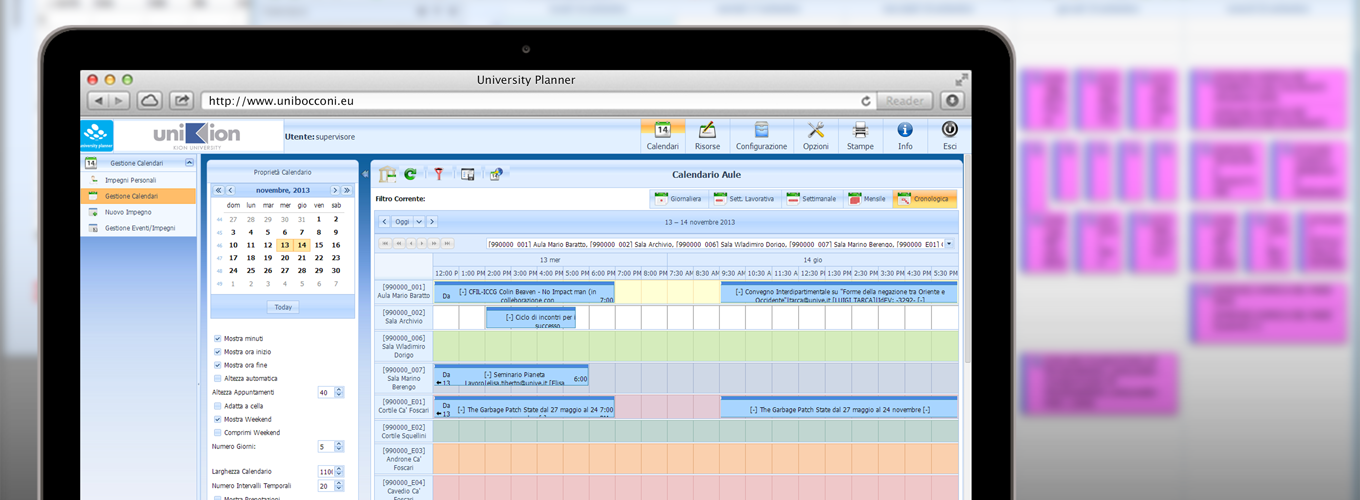 University Planner
http://www.unibocconi.eu
Reader
university planner
uniKion
KION UNIVERSITY
Utente: supervisore
14
Calendari
Risorse
Configurazione
Opzioni
Stampe
Info
Esci
14 Gestione Calendari
Impegni Personali
Gestione Calendari
Nuovo Impegno
Gestione Eventi/Impegni
Proprietà Calendario
novembre, 2013
dom lun mar mer gio ven sab
44 27 28 29 30 31 1 2
45 3 4 5 6 7 8 9
46 10 11 12 13 14 15 16
47 17 18 19 20 21 22 23
48 24 25 26 27 28 29 30
49 1 2 3 4 5 6 7
Today
Mostra minuti
Mostra ora inizio
Mostra ora fine
Altezza automatica
Altezza Appuntamenti 40
Adatta a cella
Mostra Weekend
Comprimi Weekend
Numero Giorni: 5
Larghezza Calendario 110
Numero Intervalli Temporali 20
Mostra Prenotazioni
Calendario Aule
Filtro Corrente:
Giornaliera
Sett. Lavorativa
Settimanale
Mensile
Cronologica
Oggi
13 – 14 novembre 2013
[990000_001] Aula Mario Baratto, [990000_002] Sala Archivio, [990000_006] Sala Wladimiro Dorigo, [990000_007] Sala Marino Berengo, [990000_E01] C
13 mer
14 gio
12:00 P 1:00 PM 2:00 PM 3:00 PM 4:00 PM 5:00 PM 6:00 PM 7:00 PM 8:00 PM 7:30 AM 8:30 AM 9:30 AM 10:30 A 11:30 A 12:30 P 1:30 PM 2:30 PM 3:30 PM 4:30 PM 5:30 PM
[990000_001]
Aula Mario Baratto
Da
[-] CFIL-ICCG Colin Beaven - No Impact man (in
collaborazione con
7:00
[-] Convegno Interdipartimentale su "Forme della negazione tra Oriente e
Occidente"ltarca@unive.it [LUIGI TARCA]IdEV: -3292- [-]
[990000_002]
Sala Archivio
[-] Ciclo di incontri per i
successo
[990000_006]
Sala Wladimiro
Dorigo
[990000_007]
Sala Marino
Berengo
Da
13
[-] Seminario Pianeta
Lavoro|elisa.tiberto@unive.it [Elisa
6:00
[990000_E01]
Cortile Ca' Foscari
Da
13
[-] The Garbage Patch State dal 27 maggio al 24 7:00
[-] The Garbage Patch State dal 27 maggio al 24 novembre [-]
[990000_E02]
Cortile Squellini
[990000_E03]
Androne Ca'
Foscari
[990000_E04]
Cavedio Ca'
Foscari